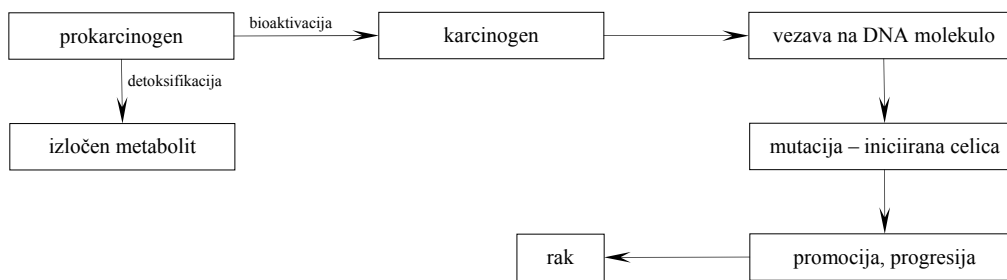 prokarcinogen
bioaktivacija
karcinogen
vezava na DNA molekulo
detoksifikacija
izločen metabolit
mutacija – iniciirana celica
rak
promocija, progresija